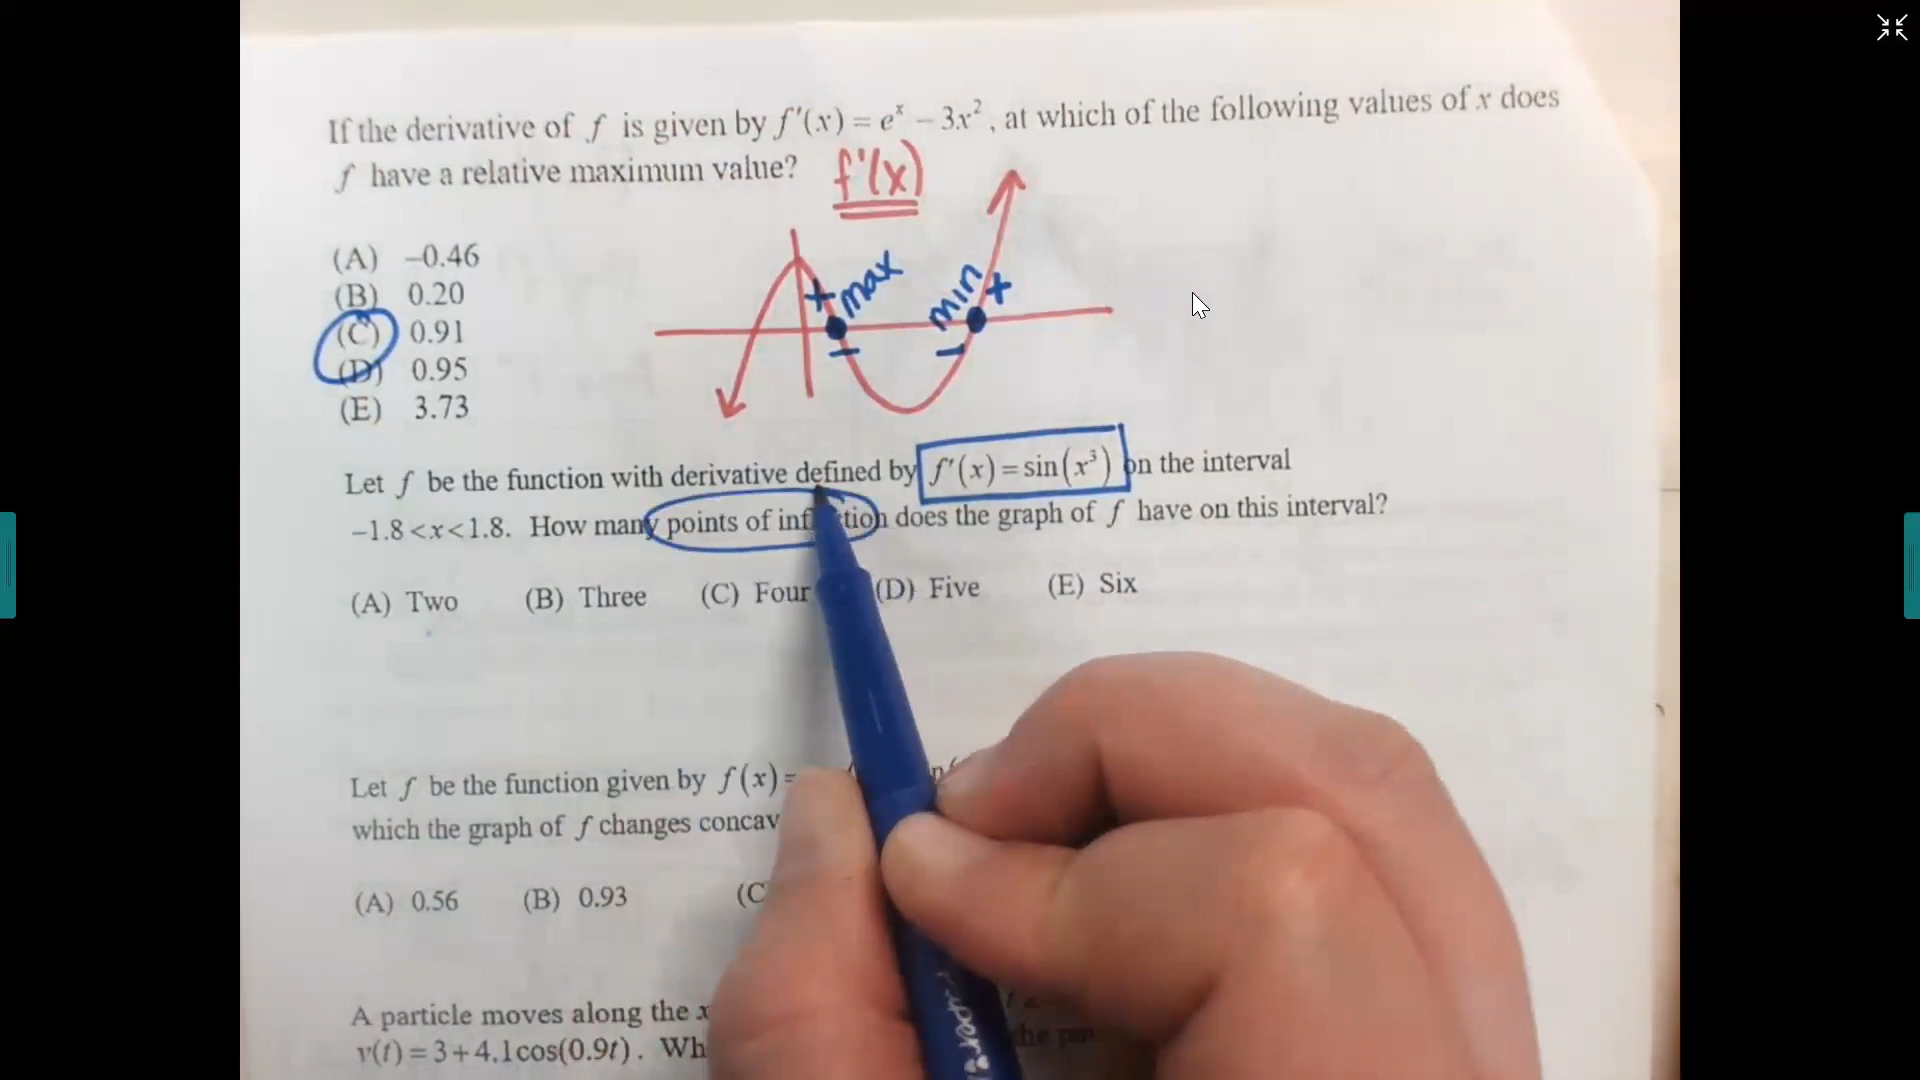 If the derivative of f is given by f'(x) = eˣ − 3x², at which of the following values of x does
f have a relative maximum value?
f'(x)
(A) −0.46
(B) 0.20
(C) 0.91
(D) 0.95
(E) 3.73
+ max
min +
−
−
Let f be the function with derivative defined by f'(x) = sin(x³) on the interval
−1.8 < x < 1.8. How many points of inf tion does the graph of f have on this interval?
(A) Two (B) Three (C) Four (D) Five (E) Six
Let f be the function given by f(x) =
which the graph of f changes concav
(A) 0.56 (B) 0.93 (C
A particle moves along the x
v(t) = 3 + 4.1cos(0.9t). Wh